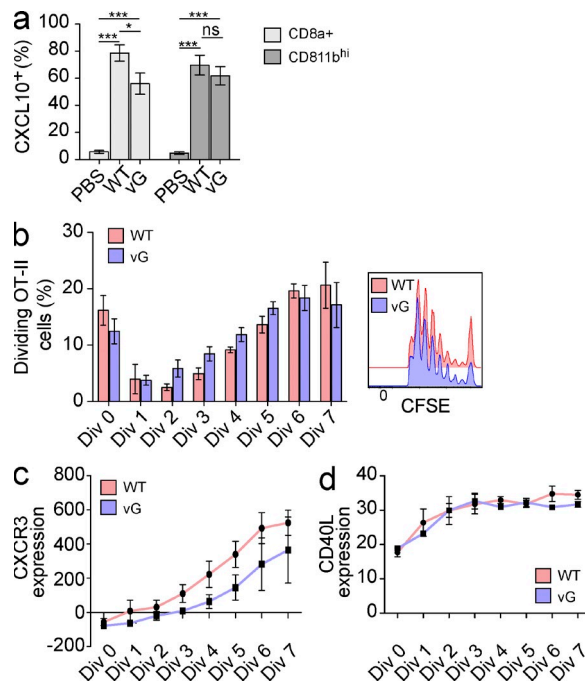 a
CXCL10+ (%)
100
80
60
40
20
0
*** *
***
***
*** ns
PBS
WT
vG
PBS
WT
vG
CD8a+
CD811bhi
b
Dividing OT-II
cells (%)
30
20
10
0
WT
vG
Div 0
Div 1
Div 2
Div 3
Div 4
Div 5
Div 6
Div 7
WT
vG
0
CFSE
c
CXCR3
expression
800
600
400
200
0
-200
WT
vG
Div 0
Div 1
Div 2
Div 3
Div 4
Div 5
Div 6
Div 7
d
CD40L
expression
40
30
20
10
0
WT
vG
Div 0
Div 1
Div 2
Div 3
Div 4
Div 5
Div 6
Div 7